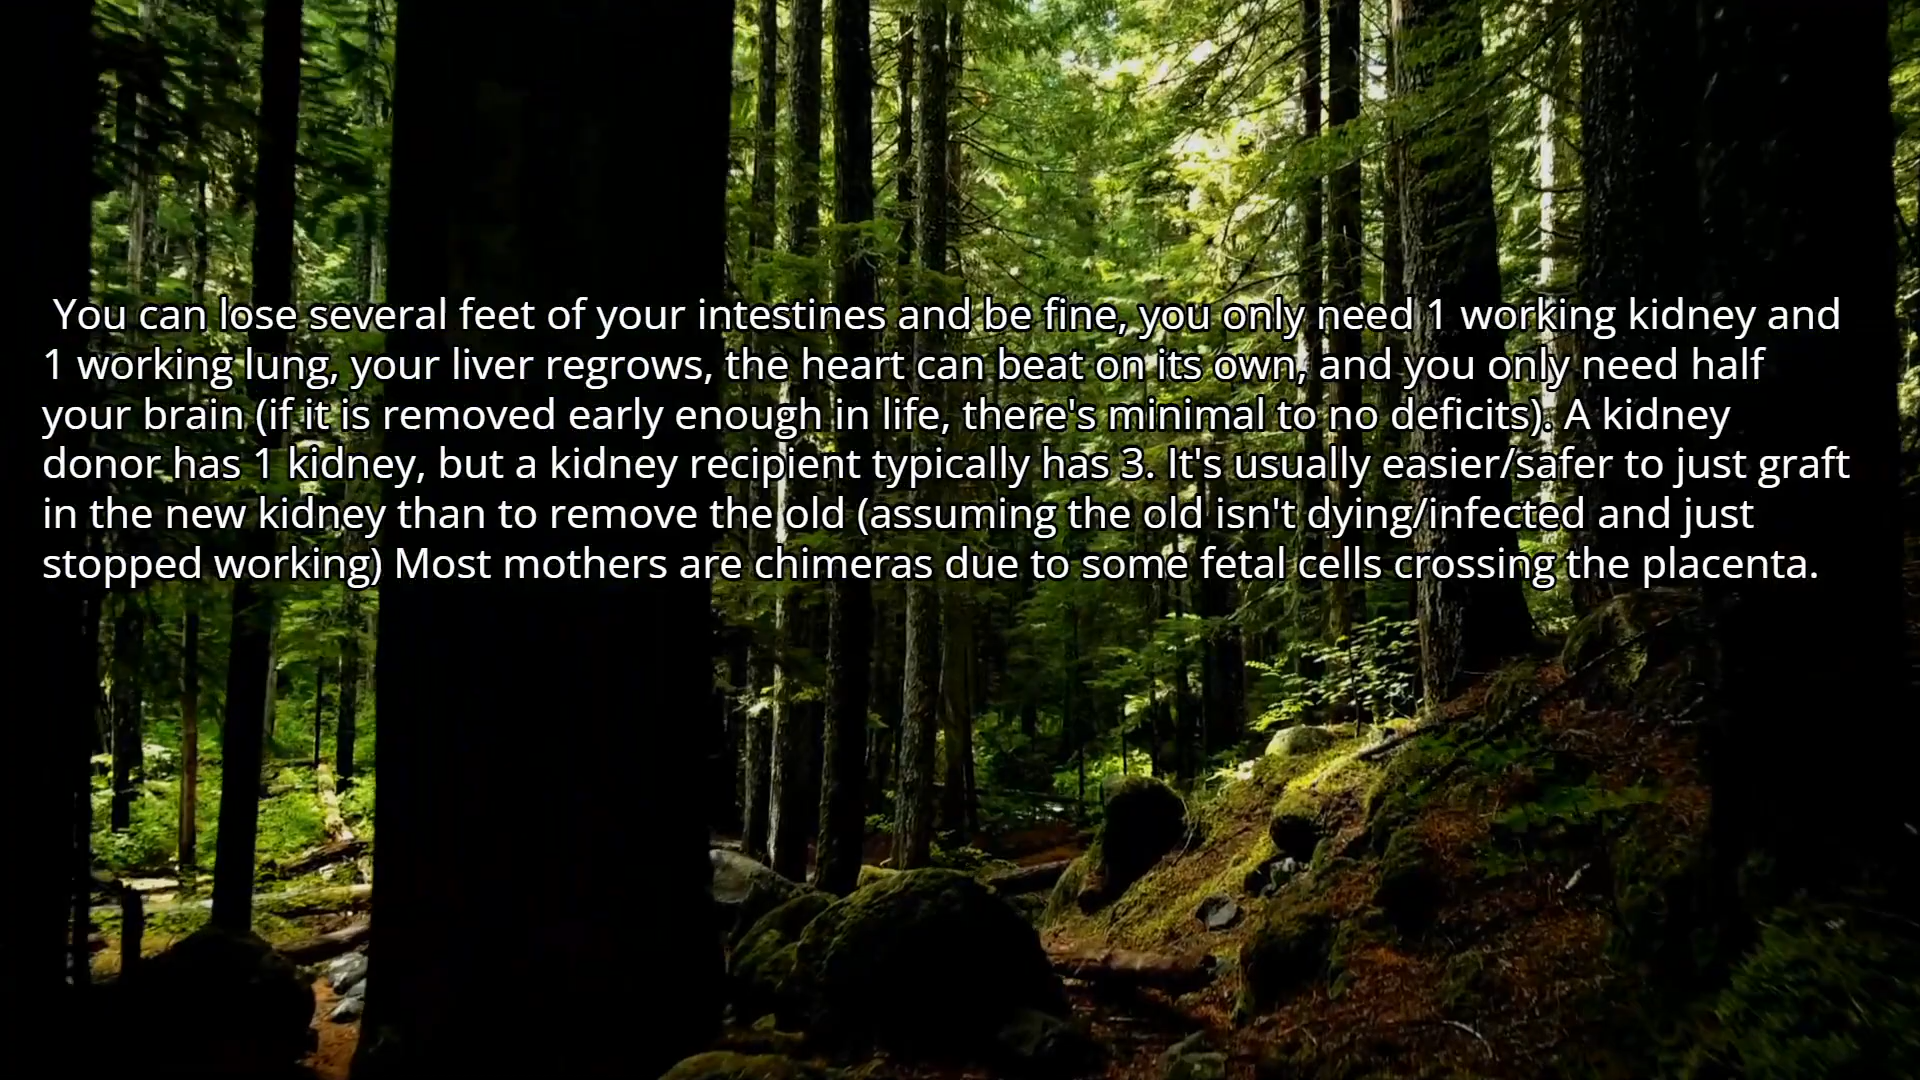 You can lose several feet of your intestines and be fine, you only need 1 working kidney and
1 working lung, your liver regrows, the heart can beat on its own, and you only need half
your brain (if it is removed early enough in life, there's minimal to no deficits). A kidney
donor has 1 kidney, but a kidney recipient typically has 3. It's usually easier/safer to just graft
in the new kidney than to remove the old (assuming the old isn't dying/infected and just
stopped working) Most mothers are chimeras due to some fetal cells crossing the placenta.